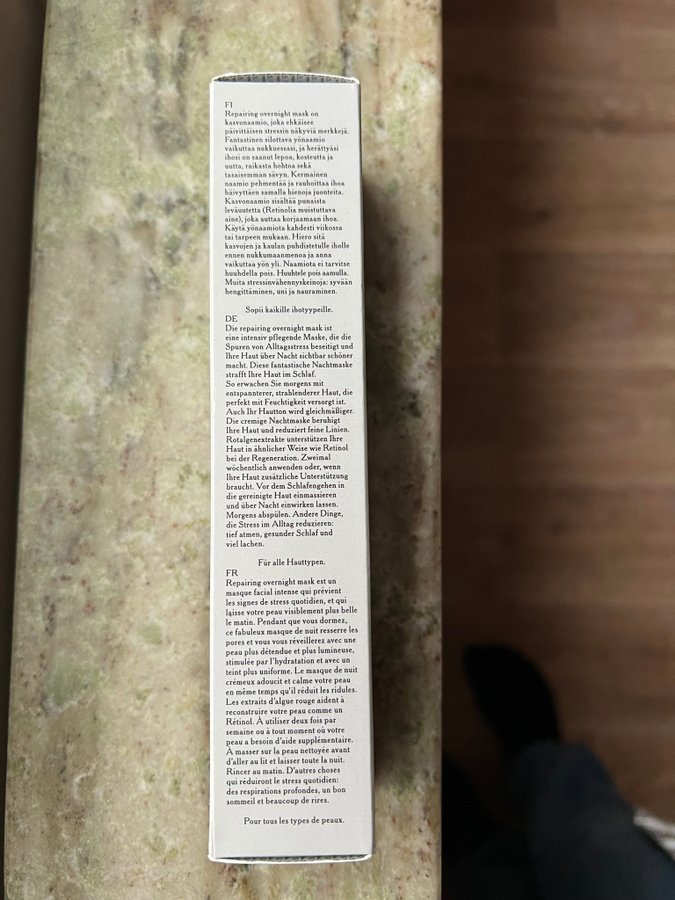 FI
Repairing overnight mask on
kasvonaamio, joka ehkäisee
päivittäisen stressin näkyviä merkkejä.
Fantastinen silottava yönaamio
vaikuttaa nukkuessasi, ja herättyäsi
ihosi on saanut lepoa, kosteutta ja
uutta, raikasta hohtoa sekä
tasaisemman sävyn. Kermainen
naamio pehmentää ja rauhoittaa ihoa
häivyttäen samalla hienoja juonteita.
Kasvonaamio sisältää punaista
leväuutetta (Retinolia muistuttava
aine), joka auttaa korjaamaan ihoa.
Käytä yönaamiota kahdesti viikossa
tai tarpeen mukaan. Hiero sitä
kasvojen ja kaulan puhdistetulle iholle
ennen nukkumaanmenoa ja anna
vaikuttaa yön yli. Naamiota ei tarvitse
huuhdella pois. Huuhtele pois aamulla.
Muita stressinvähennyskeinoja: syvään
hengittäminen, uni ja nauraminen.
Sopii kaikille ihotyypeille.
DE
Die repairing overnight mask ist
eine intensiv pflegende Maske, die die
Spuren von Alltagsstress beseitigt und
Ihre Haut über Nacht sichtbar schöner
macht. Diese fantastische Nachtmaske
strafft Ihre Haut im Schlaf.
So erwachen Sie morgens mit
entspannterer, strahlenderer Haut, die
perfekt mit Feuchtigkeit versorgt ist.
Auch Ihr Hautton wird gleichmäßiger.
Die cremige Nachtmaske beruhigt
Ihre Haut und reduziert feine Linien.
Rotalgenextrakte unterstützen Ihre
Haut in ähnlicher Weise wie Retinol
bei der Regeneration. Zweimal
wöchentlich anwenden oder, wenn
Ihre Haut zusätzliche Unterstützung
braucht. Vor dem Schlafengehen in
die gereinigte Haut einmassieren
und über Nacht einwirken lassen.
Morgens abspülen. Andere Dinge,
die Stress im Alltag reduzieren:
tief atmen, gesunder Schlaf und
viel lachen.
Für alle Hauttypen.
FR
Repairing overnight mask est un
masque facial intense qui prévient
les signes de stress quotidien, et qui
laisse votre peau visiblement plus belle
le matin. Pendant que vous dormez,
ce fabuleux masque de nuit resserre les
pores et vous vous réveillerez avec une
peau plus détendue et plus lumineuse,
stimulée par l'hydratation et avec un
teint plus uniforme. Le masque de nuit
crémeux adoucit et calme votre peau
en même temps qu'il réduit les ridules.
Les extraits d'algue rouge aident à
reconstruire votre peau comme un
Rétinol. À utiliser deux fois par
semaine ou à tout moment où votre
peau a besoin d'aide supplémentaire.
À masser sur la peau nettoyée avant
d'aller au lit et laisser toute la nuit.
Rincer au matin. D'autres choses
qui réduiront le stress quotidien:
des respirations profondes, un bon
sommeil et beaucoup de rires.
Pour tous les types de peaux.